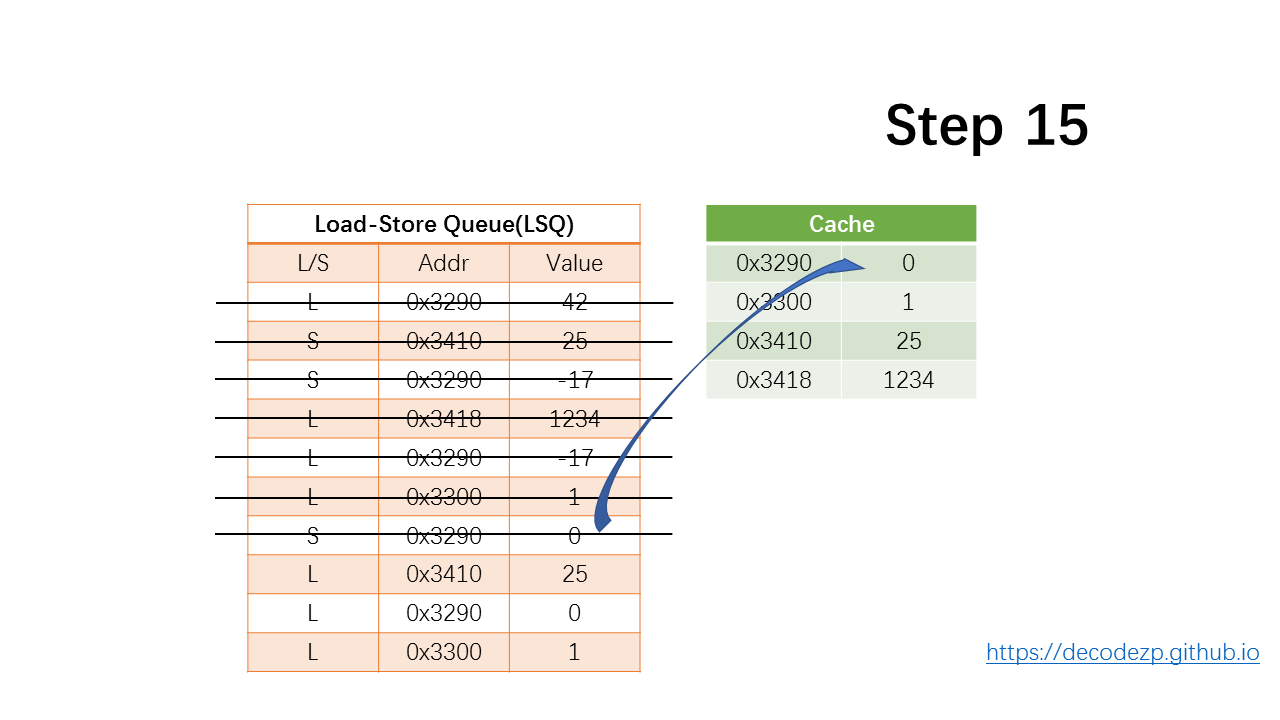 Step 15
Load-Store Queue(LSQ)
L/S Addr Value
L 0x3290 42
S 0x3410 25
S 0x3290 -17
L 0x3418 1234
L 0x3290 -17
L 0x3300 1
S 0x3290 0
L 0x3410 25
L 0x3290 0
L 0x3300 1
Cache
0x3290 0
0x3300 1
0x3410 25
0x3418 1234
https://decodezp.github.io